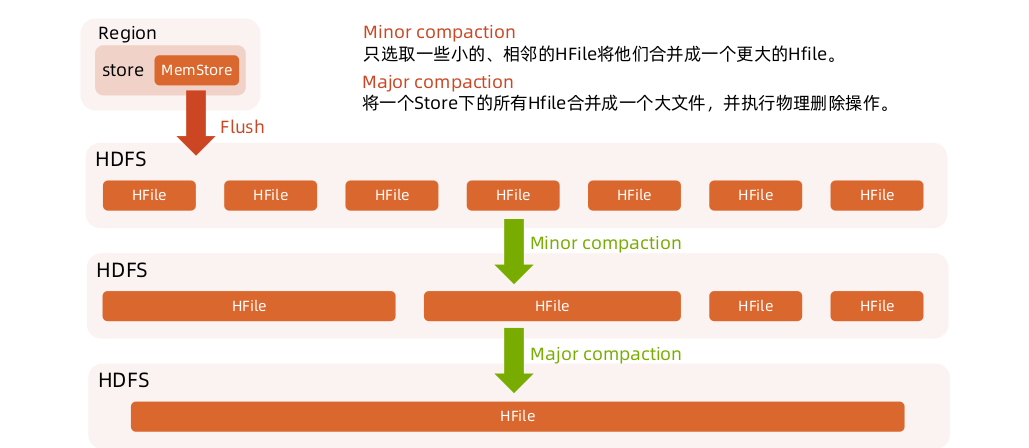 Region
store
MemStore
Flush
Minor compaction
只选取一些小的、相邻的HFile将他们合并成一个更大的Hfile。
Major compaction
将一个Store下的所有Hfile合并成一个大文件，并执行物理删除操作。
HDFS
HFile HFile HFile HFile HFile HFile HFile
Minor compaction
HDFS
HFile HFile HFile HFile
Major compaction
HDFS
HFile